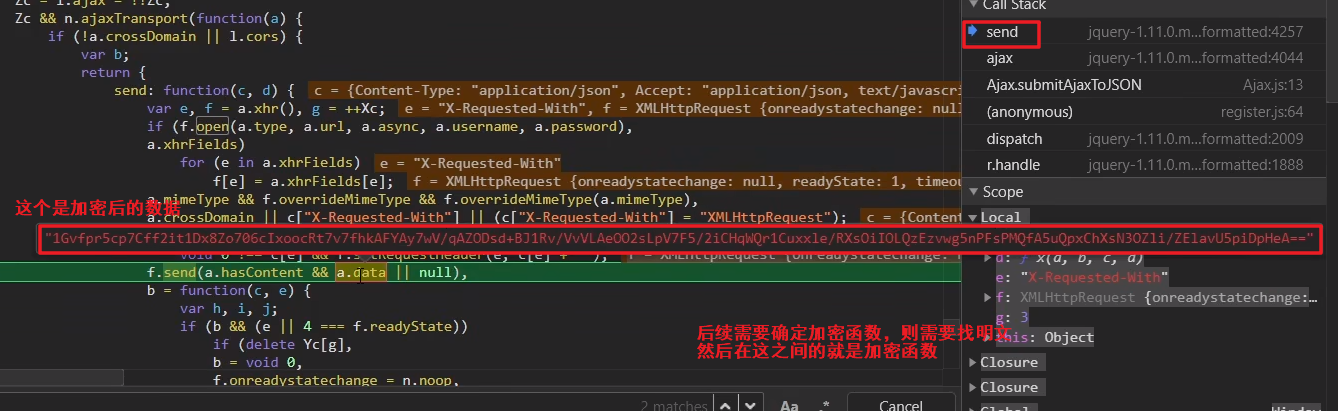 Zc = l.ajax = !!Zc,
Zc && n.ajaxTransport(function(a) {
if (!a.crossDomain || l.cors) {
var b;
return {
send: function(c, d) { c = {Content-Type: "application/json", Accept: "application/json, text/javascri
var e, f = a.xhr(), g = ++Xc; e = "X-Requested-With", f = XMLHttpRequest {onreadystatechange: null
if (f.open(a.type, a.url, a.async, a.username, a.password),
a.xhrFields)
for (e in a.xhrFields) e = "X-Requested-With"
f[e] = a.xhrFields[e]; f = XMLHttpRequest {onreadystatechange: null, readyState: 1, timeou
a.mimeType && f.overrideMimeType && f.overrideMimeType(a.mimeType),
这个是加密后的数据
a.crossDomain || c["X-Requested-With"] || (c["X-Requested-With"] = "XMLHttpRequest"); c = {Content
"1Gvfpr5cp7Cff2it1Dx8Zo706cIxoocRt7v7fhkAFYAy7wV/qAZODsd+BJ1Rv/VvVLAeOO2sLpV7F5/2iCHqWQr1Cuxxle/RXsOiIOLQzEzvwg5nPFsPMQfA5uQpxChXsN3OZ1i/ZElavU5piDpHeA=="
f.send(a.hasContent && a.data || null),
b = function(c, e) {
var h, i, j;
if (b && (e || 4 === f.readyState))
if (delete Yc[g],
b = void 0,
f.onreadystatechange = n.noop,
后续需要确定加密函数，则需要找明文
然后在这之间的就是加密函数
2 matches
Aa
.*
Cancel
Call Stack
send jquery-1.11.0.m…formatted:4257
ajax jquery-1.11.0.m…formatted:4044
Ajax.submitAjaxToJSON Ajax.js:13
(anonymous) register.js:64
dispatch jquery-1.11.0.m…formatted:2009
r.handle jquery-1.11.0.m…formatted:1888
Scope
Local
d: ƒ x(a, b, c, d)
e: "X-Requested-With"
f: XMLHttpRequest {onreadystatechange:…
g: 3
this: Object
Closure
Closure
Global